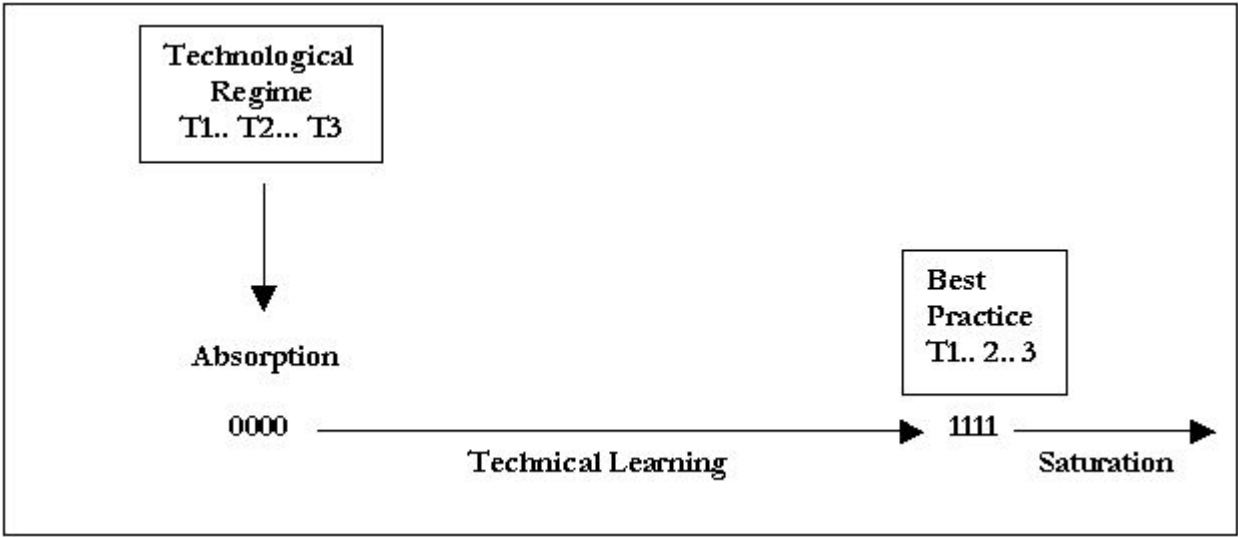 Technological
Regime
T1.. T2... T3
Absorption
Best
Practice
T1.. 2.. 3
0000
1111
Technical Learning
Saturation